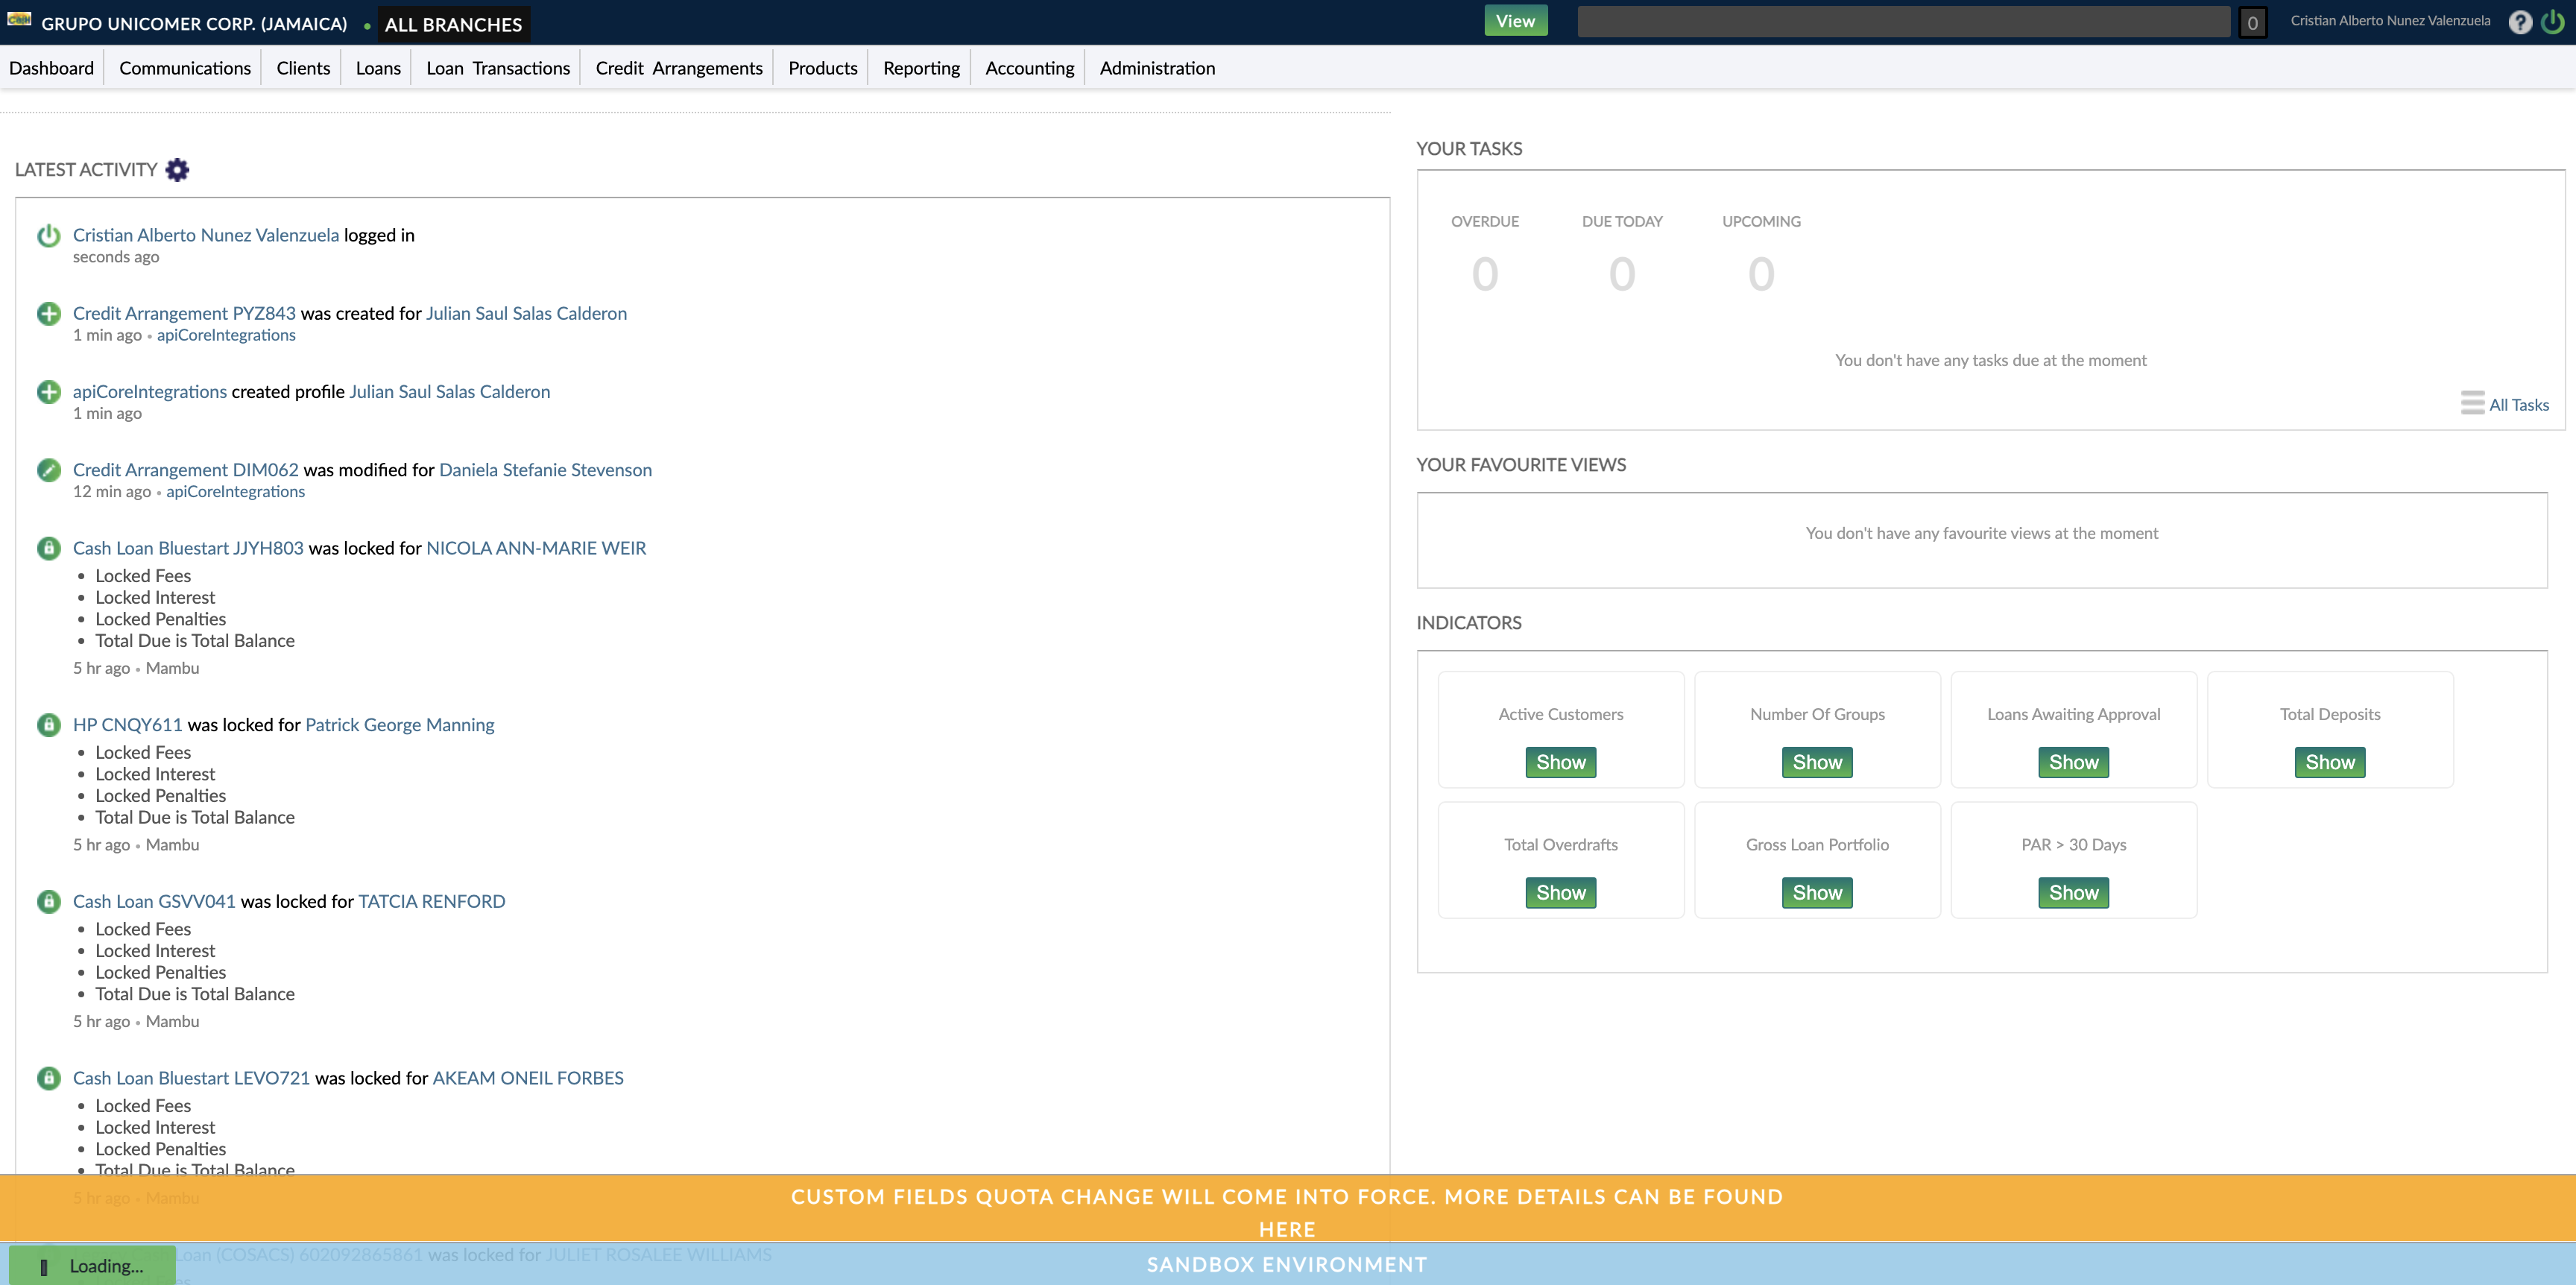 GRUPO UNICOMER CORP. (JAMAICA) • ALL BRANCHES
View
0
Cristian Alberto Nunez Valenzuela
?
Dashboard Communications Clients Loans Loan Transactions Credit Arrangements Products Reporting Accounting Administration
LATEST ACTIVITY
Cristian Alberto Nunez Valenzuela logged in
seconds ago
Credit Arrangement PYZ843 was created for Julian Saul Salas Calderon
1 min ago • apiCoreIntegrations
apiCoreIntegrations created profile Julian Saul Salas Calderon
1 min ago
Credit Arrangement DIM062 was modified for Daniela Stefanie Stevenson
12 min ago • apiCoreIntegrations
Cash Loan Bluestart JJYH803 was locked for NICOLA ANN-MARIE WEIR
• Locked Fees
• Locked Interest
• Locked Penalties
• Total Due is Total Balance
5 hr ago • Mambu
HP CNQY611 was locked for Patrick George Manning
• Locked Fees
• Locked Interest
• Locked Penalties
• Total Due is Total Balance
5 hr ago • Mambu
Cash Loan GSVV041 was locked for TATCIA RENFORD
• Locked Fees
• Locked Interest
• Locked Penalties
• Total Due is Total Balance
5 hr ago • Mambu
Cash Loan Bluestart LEVO721 was locked for AKEAM ONEIL FORBES
• Locked Fees
• Locked Interest
• Locked Penalties
• Total Due is Total Balance
5 hr ago • Mambu
Loan (COSACS) 602092865861 was locked for JULIET ROSALEE WILLIAMS
YOUR TASKS
OVERDUE DUE TODAY UPCOMING
0 0 0
You don't have any tasks due at the moment
All Tasks
YOUR FAVOURITE VIEWS
You don't have any favourite views at the moment
INDICATORS
Active Customers Number Of Groups Loans Awaiting Approval Total Deposits
Show Show Show Show
Total Overdrafts Gross Loan Portfolio PAR > 30 Days
Show Show Show
CUSTOM FIELDS QUOTA CHANGE WILL COME INTO FORCE. MORE DETAILS CAN BE FOUND
HERE
SANDBOX ENVIRONMENT
Loading...